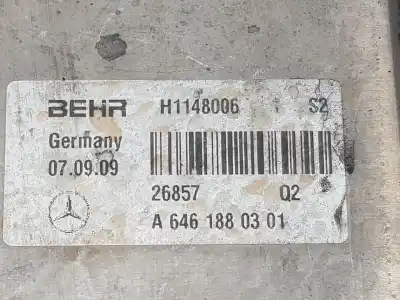 BEHR H1148006 S2
Germany
07.09.09
26857 Q2
A 646 188 03 01